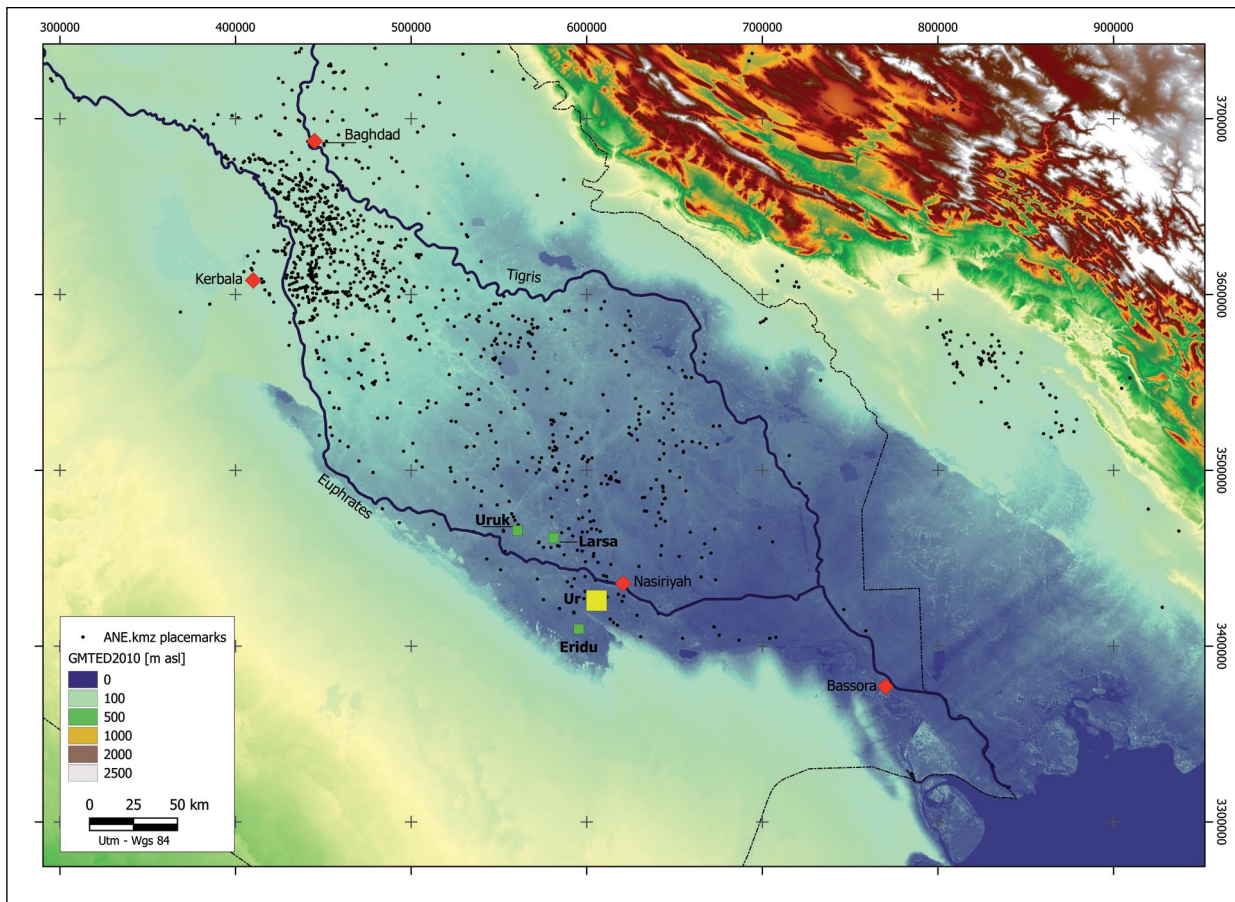 300000 400000 500000 600000 700000 800000 900000
3700000
Baghdad
Kerbala
Tigris
3600000
Euphrates
3500000
Uruk
Larsa
Nasiriyah
Ur
Eridu
3400000
Bassora
ANE.kmz placemarks
GMTED2010 [m asl]
0
100
500
1000
2000
2500
0 25 50 km
Utm - Wgs 84
3300000